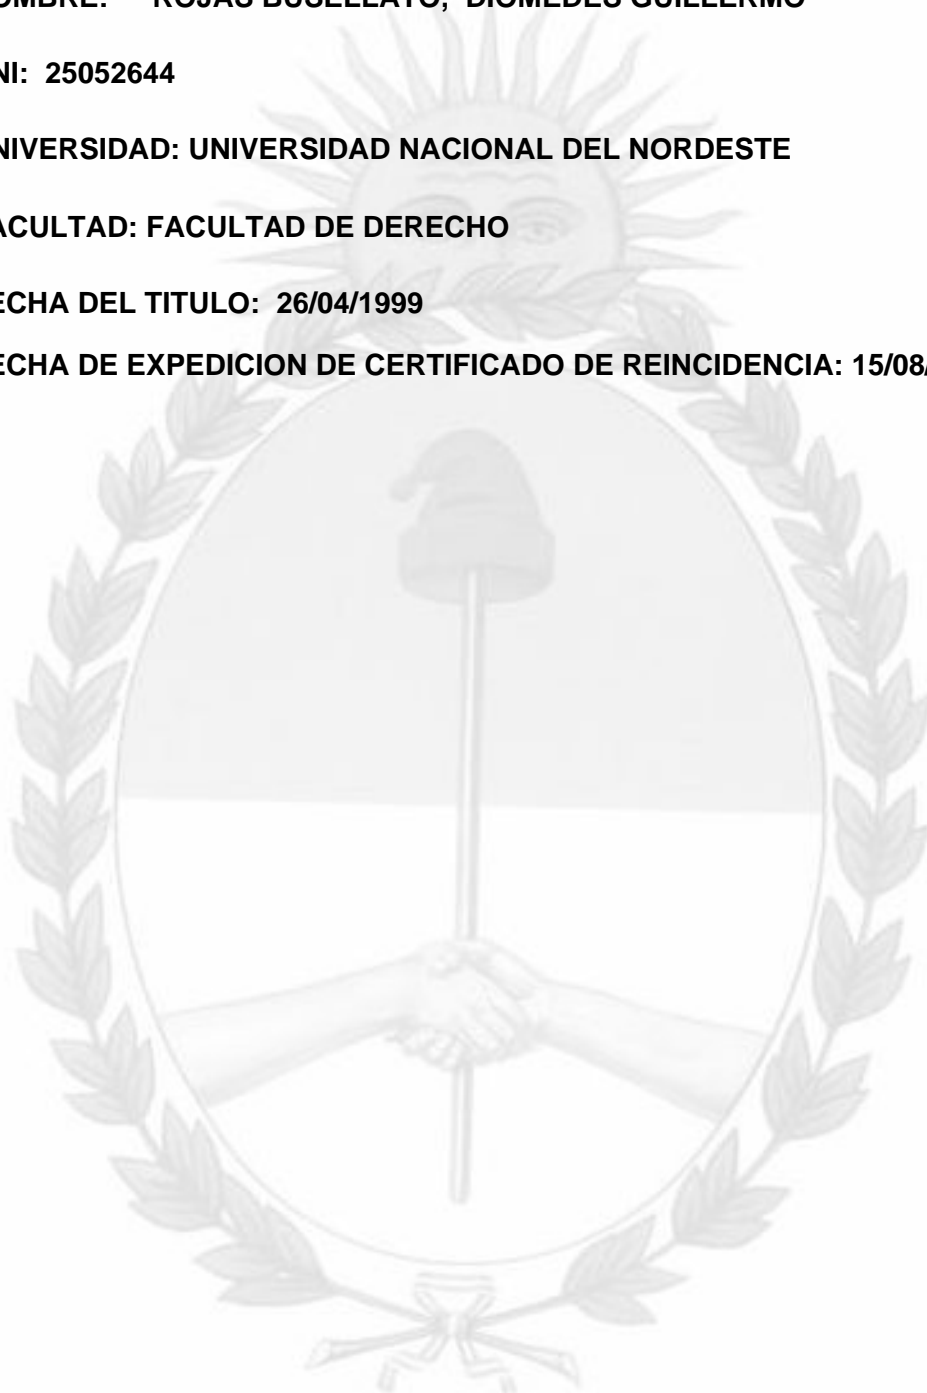 OMBRE: ROJAS BUSELLATO, DIOMEDES GUILLERMO
NI: 25052644
NIVERSIDAD: UNIVERSIDAD NACIONAL DEL NORDESTE
ACULTAD: FACULTAD DE DERECHO
ECHA DEL TITULO: 26/04/1999
ECHA DE EXPEDICION DE CERTIFICADO DE REINCIDENCIA: 15/08/